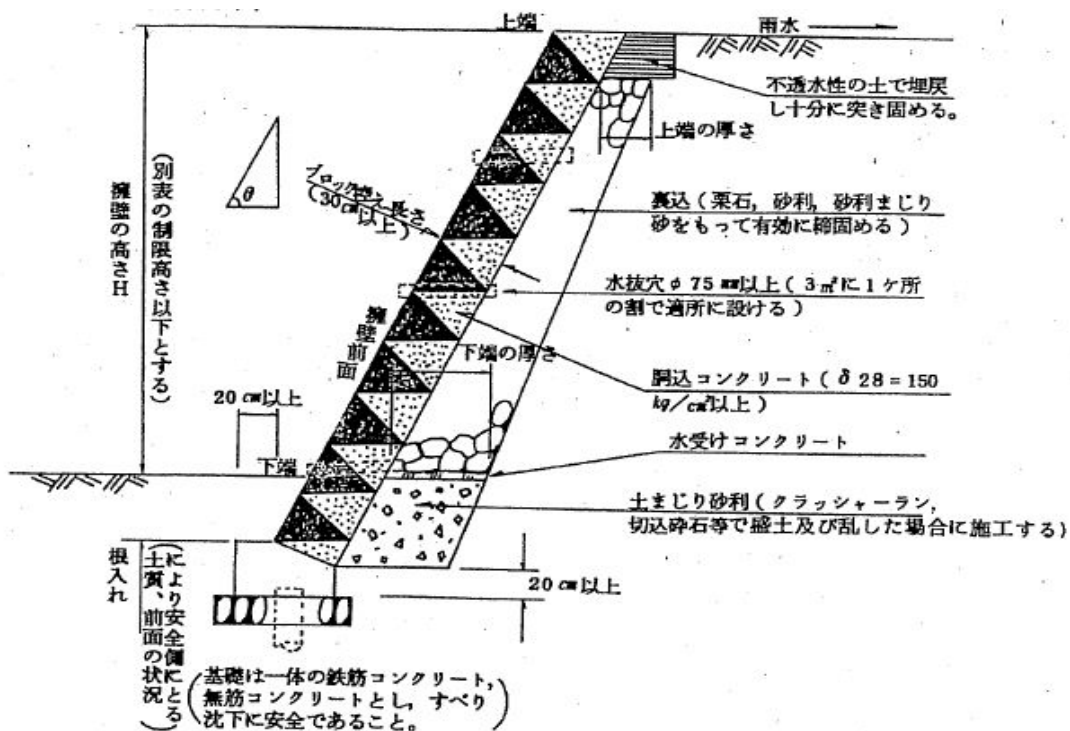 上端
雨水
不透水性の土で埋戻
し十分に突き固める。
上端の厚さ
θ
ブロック控え長さ
(30cm以上)
裏込(栗石,砂利,砂利まじり
砂をもって有効に締固める)
擁壁の高さH
(別表の制限高さ以下とする)
水抜穴φ75mm以上(3㎡に1ヶ所
の割で適所に設ける)
擁壁前面
下端の厚さ
胴込コンクリート(δ28=150
kg/cm²以上)
20cm以上
水受けコンクリート
下端
土まじり砂利(クラッシャーラン,
切込砕石等で盛土及び乱した場合に施工する)
根入れ
(土質、前面の状況
により安全側にとる)
20cm以上
(基礎は一体の鉄筋コンクリート,
無筋コンクリートとし,すべり
沈下に安全であること。)